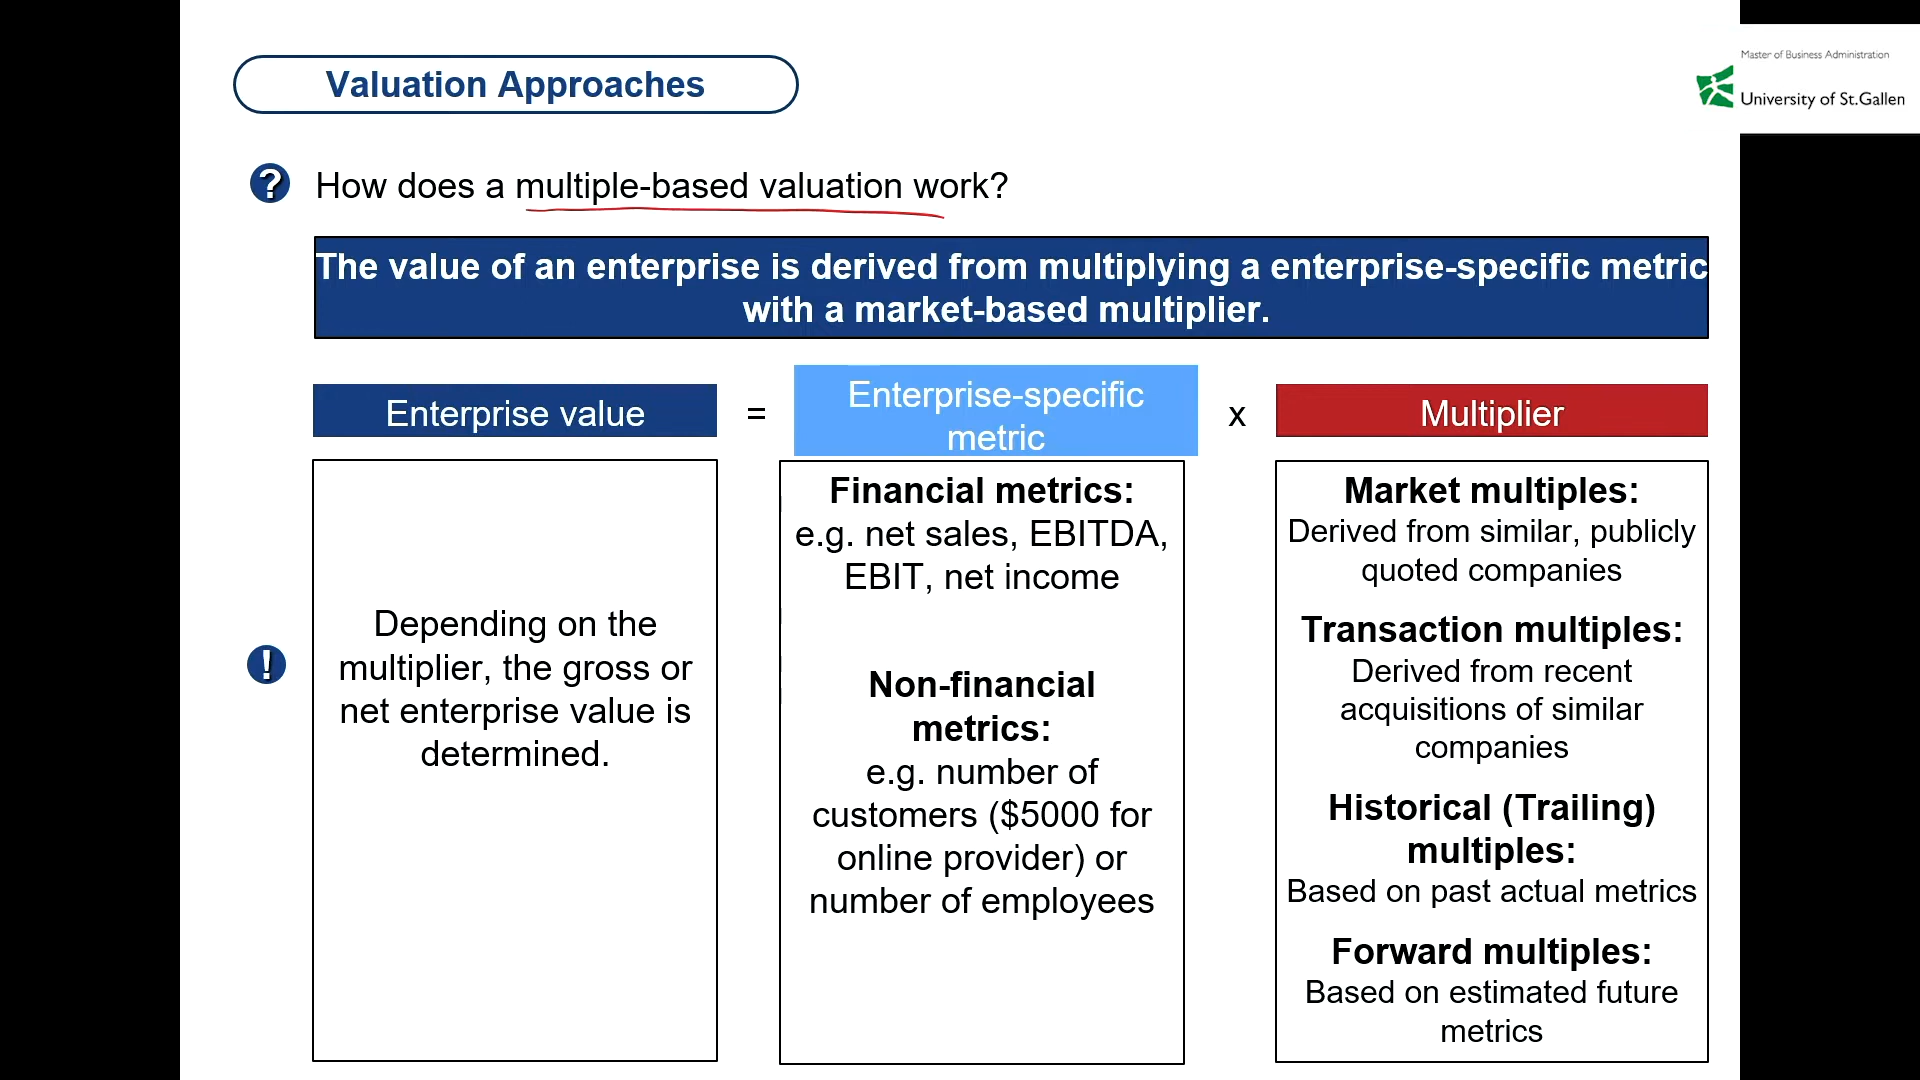 Valuation Approaches
Master of Business Administration
University of St.Gallen
? How does a multiple-based valuation work?
The value of an enterprise is derived from multiplying a enterprise-specific metric
with a market-based multiplier.
Enterprise value
=
Enterprise-specific
metric
x
Multiplier
!
Depending on the
multiplier, the gross or
net enterprise value is
determined.
Financial metrics:
e.g. net sales, EBITDA,
EBIT, net income
Non-financial
metrics:
e.g. number of
customers ($5000 for
online provider) or
number of employees
Market multiples:
Derived from similar, publicly
quoted companies
Transaction multiples:
Derived from recent
acquisitions of similar
companies
Historical (Trailing)
multiples:
Based on past actual metrics
Forward multiples:
Based on estimated future
metrics